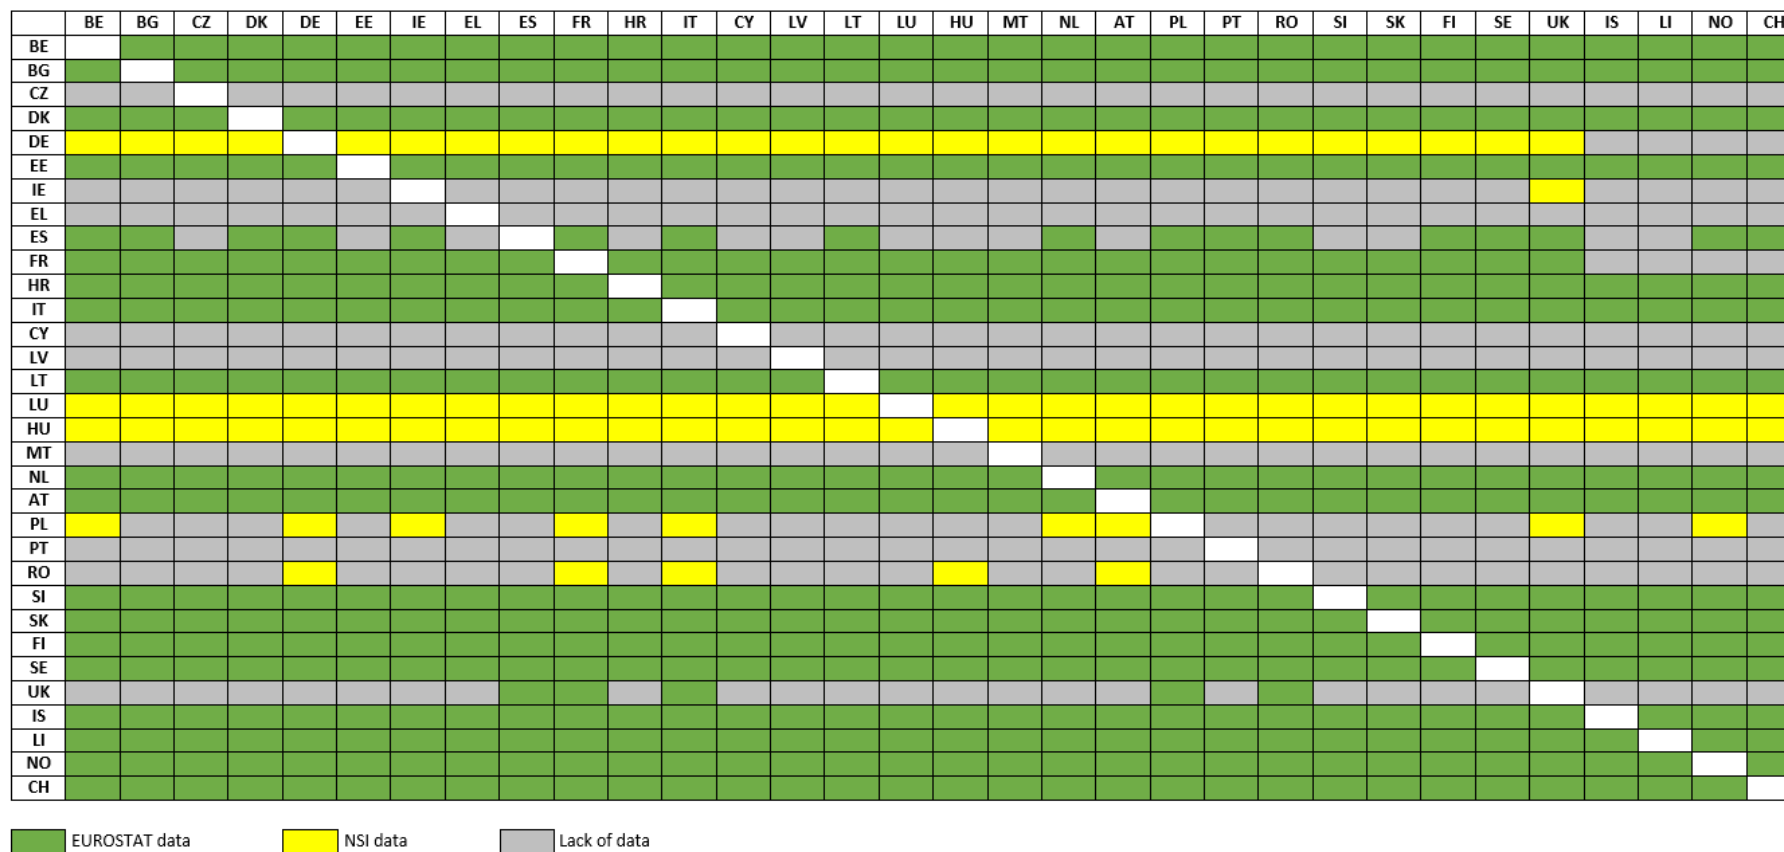 BE BG CZ DK DE EE IE EL ES FR HR IT CY LV LT LU HU MT NL AT PL PT RO SI SK FI SE UK IS LI NO CH
BE
BG
CZ
DK
DE
EE
IE
EL
ES
FR
HR
IT
CY
LV
LT
LU
HU
MT
NL
AT
PL
PT
RO
SI
SK
FI
SE
UK
IS
LI
NO
CH
EUROSTAT data NSI data Lack of data